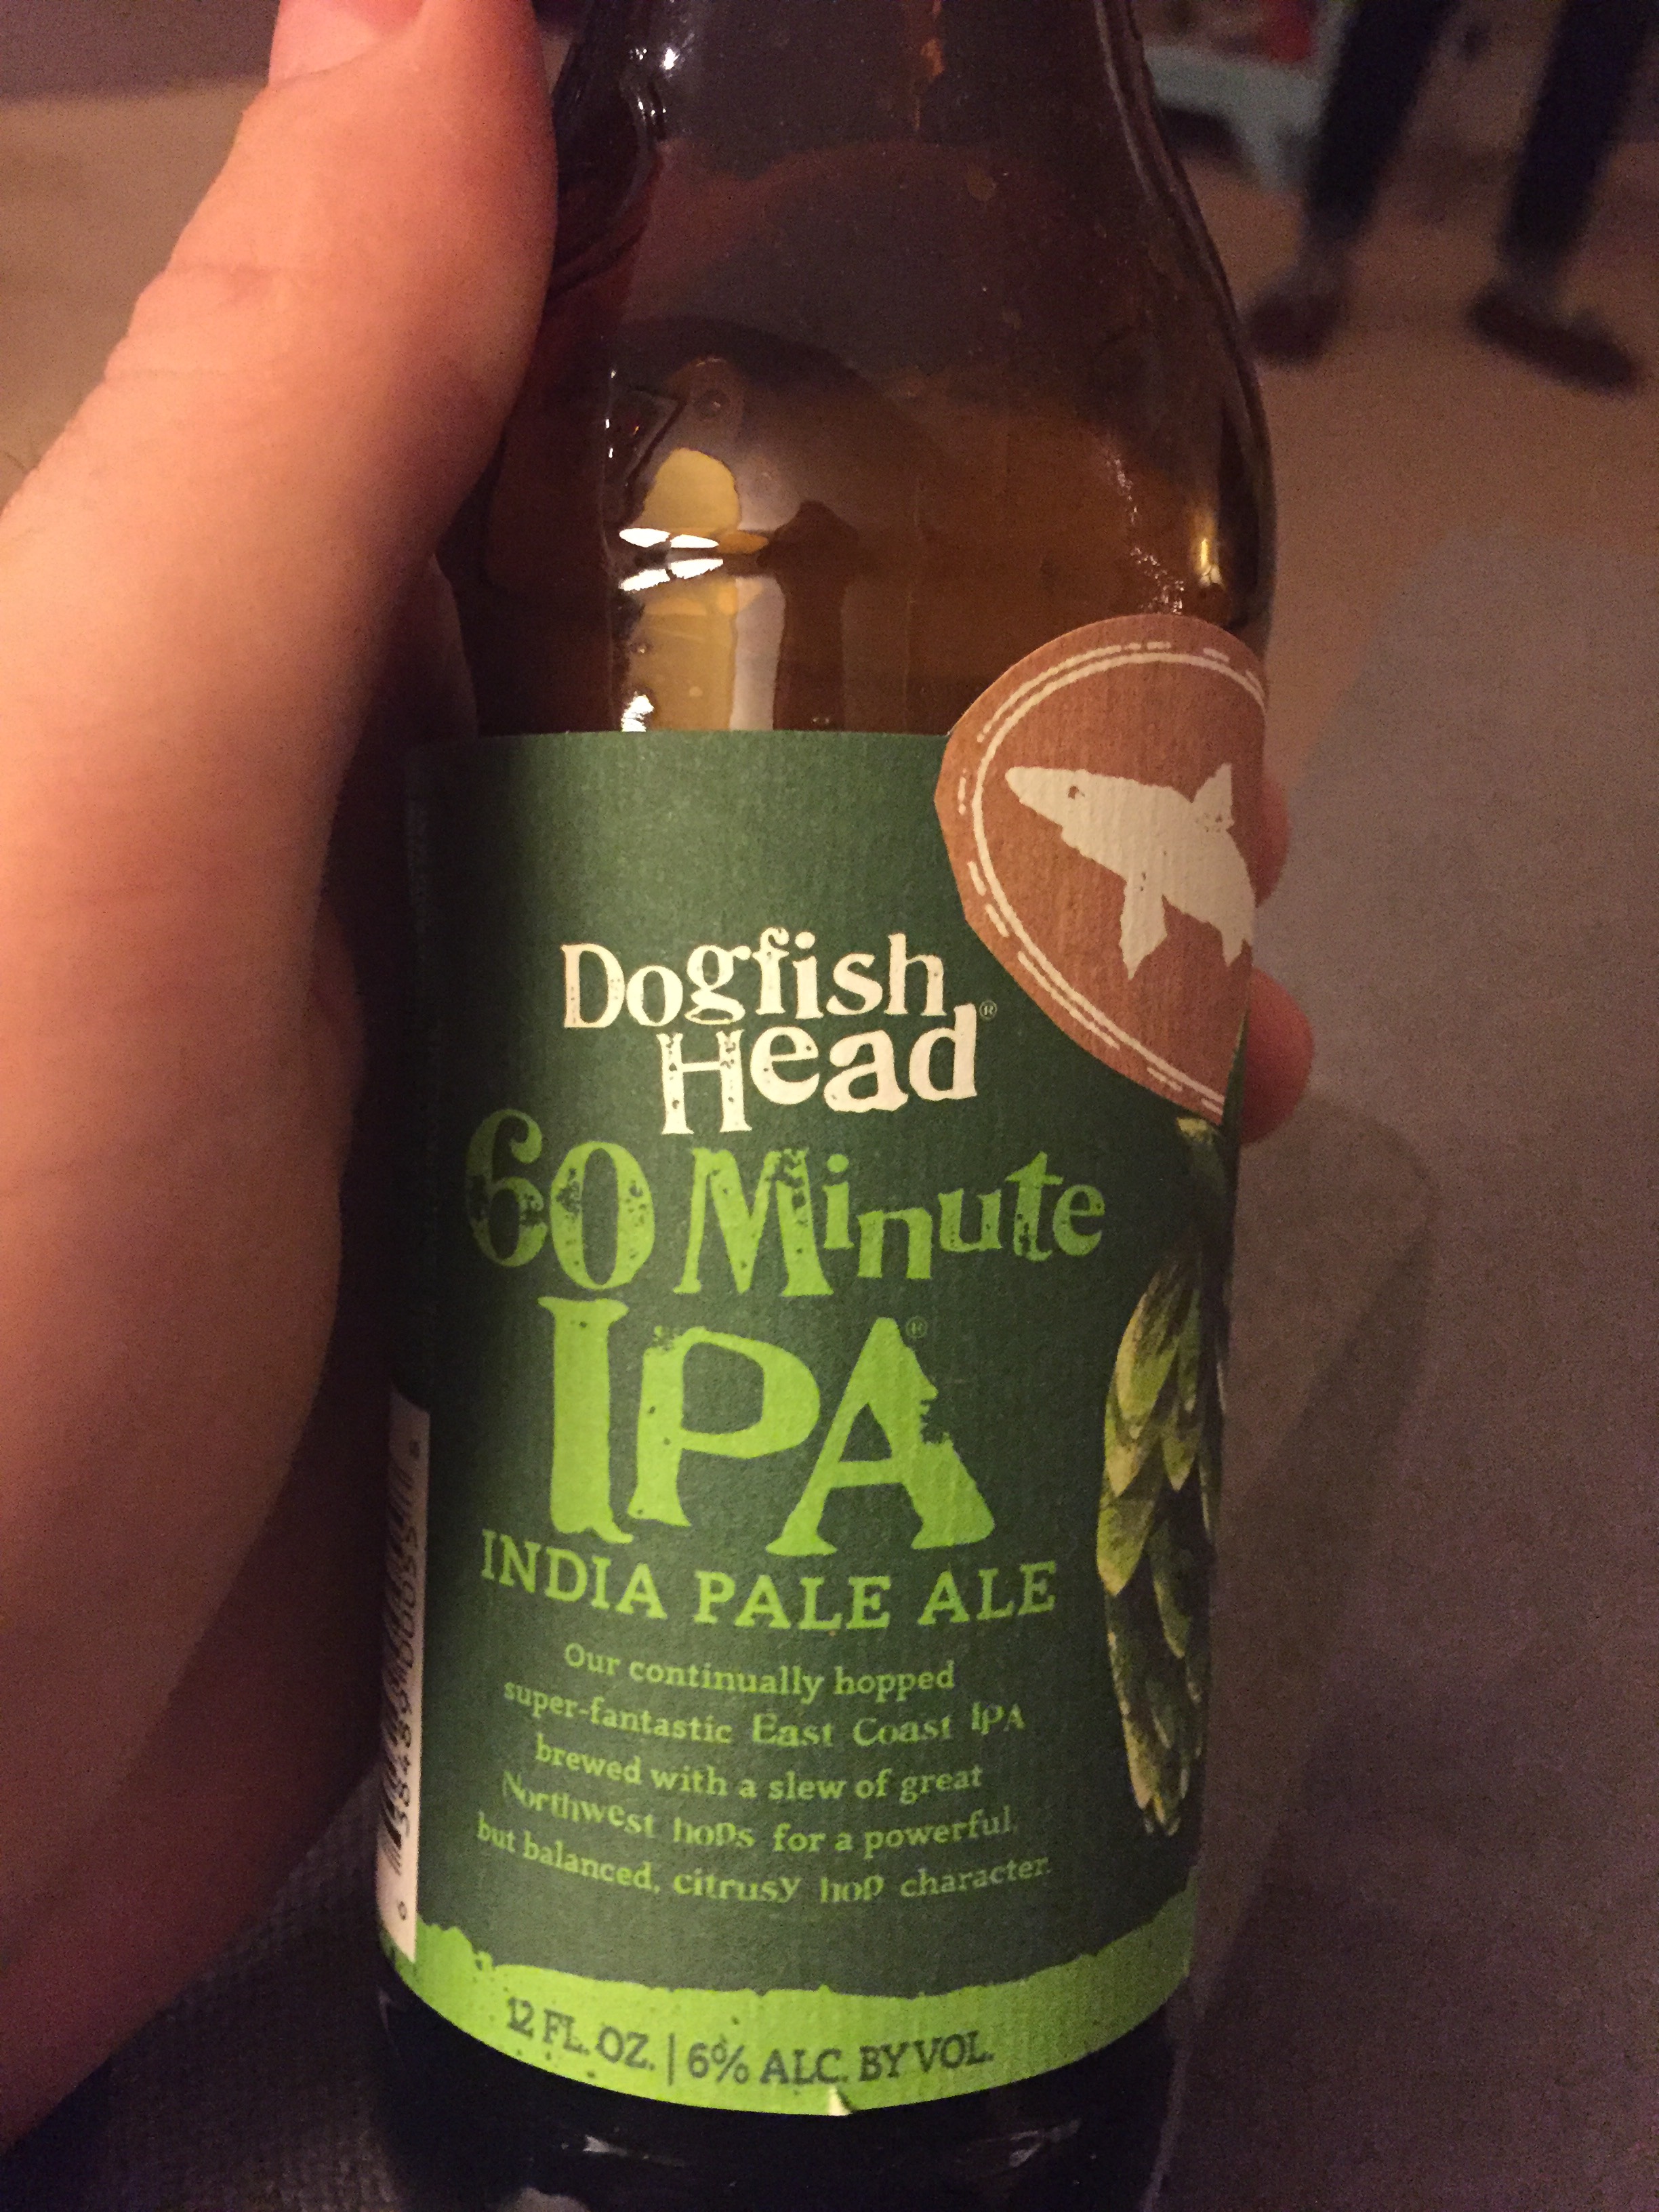 Dogfish
Head®
60 Minute
IPA®
INDIA PALE ALE
Our continually hopped
super-fantastic East Coast IPA
brewed with a slew of great
Northwest hops for a powerful,
but balanced, citrusy hop character.
12 FL. OZ. | 6% ALC. BY VOL.